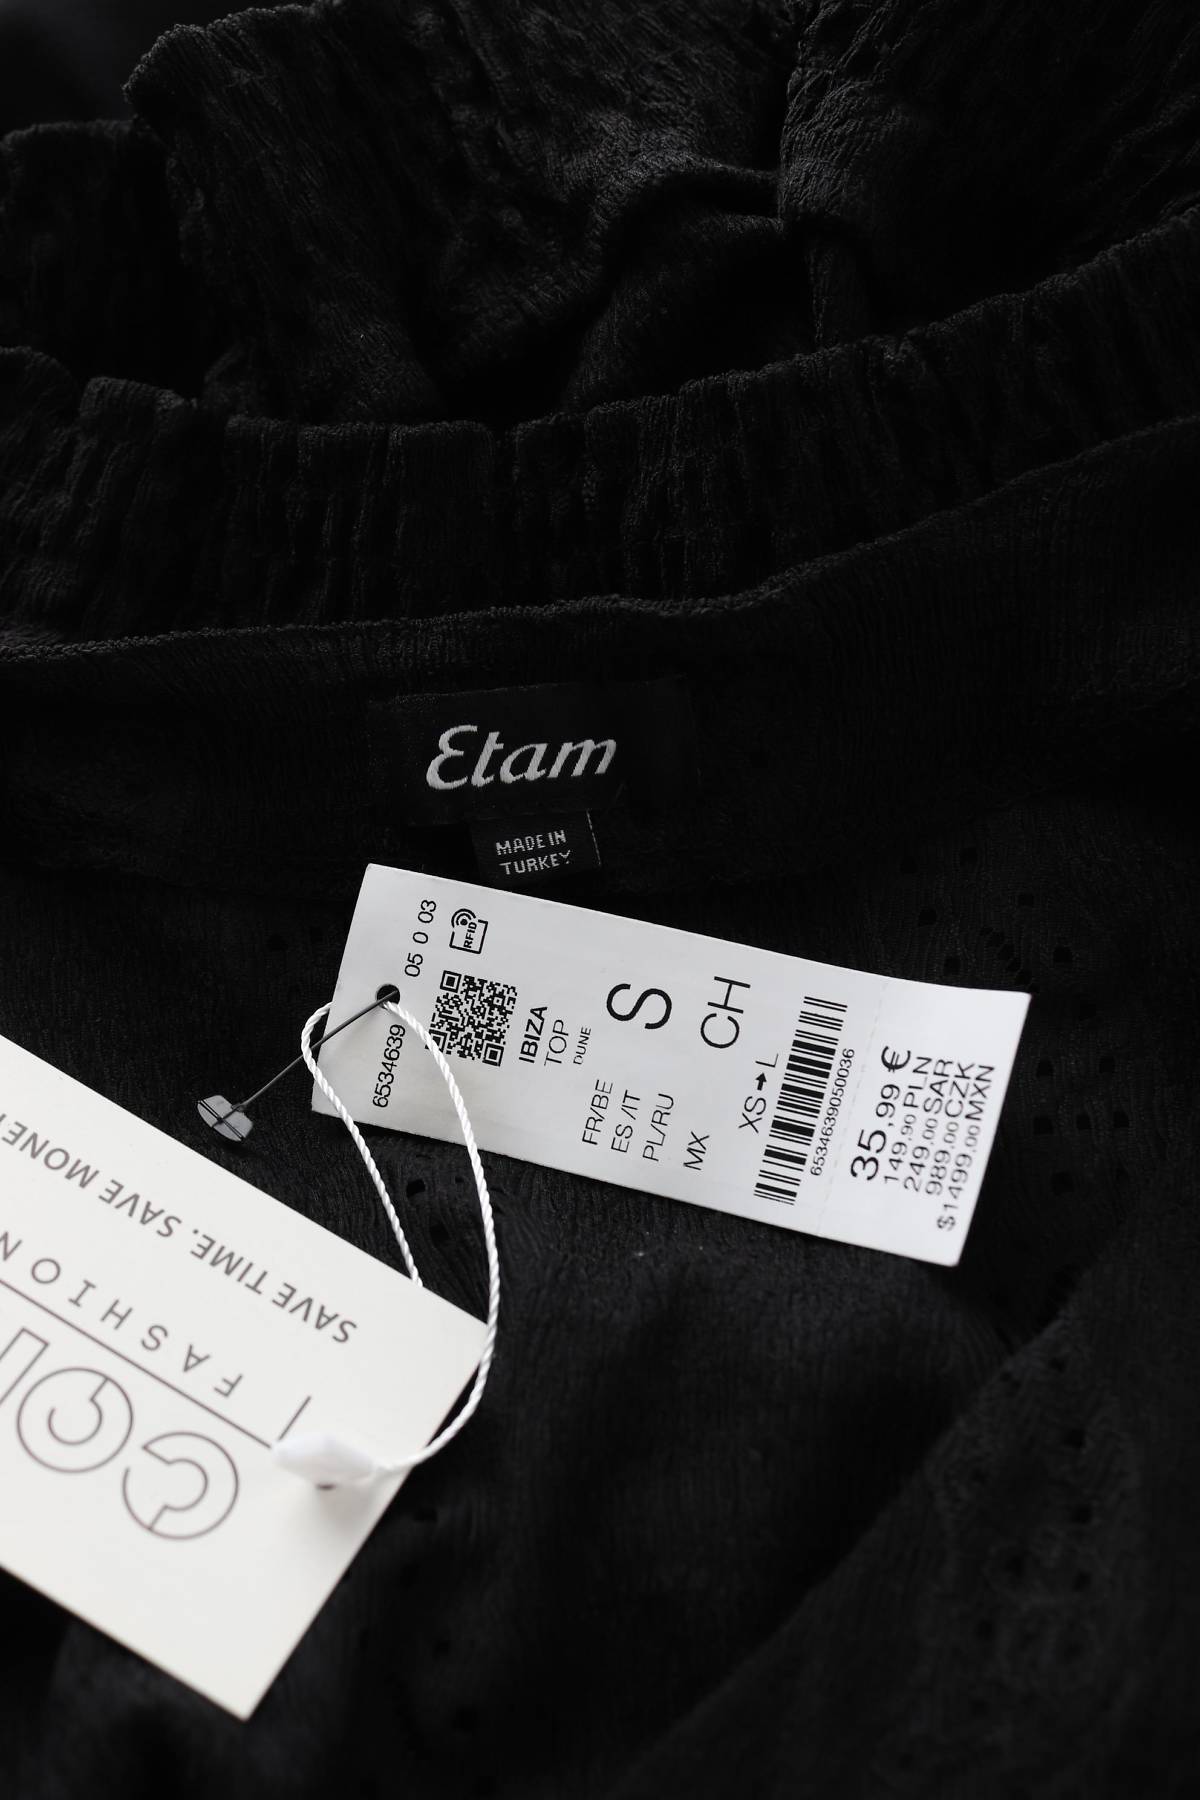 Etam
MADE IN
TURKEY
6534639
05 0 03
RFID
IBIZA
TOP
DUNE
FR/BE
ES/IT
PL/RU
S
MX
CH
XS→L
6534639050036
35,99 €
149,90 PLN
249,00 SAR
989,00 CZK
$1499,00 MXN
SAVE TIME. SAVE
FASHION